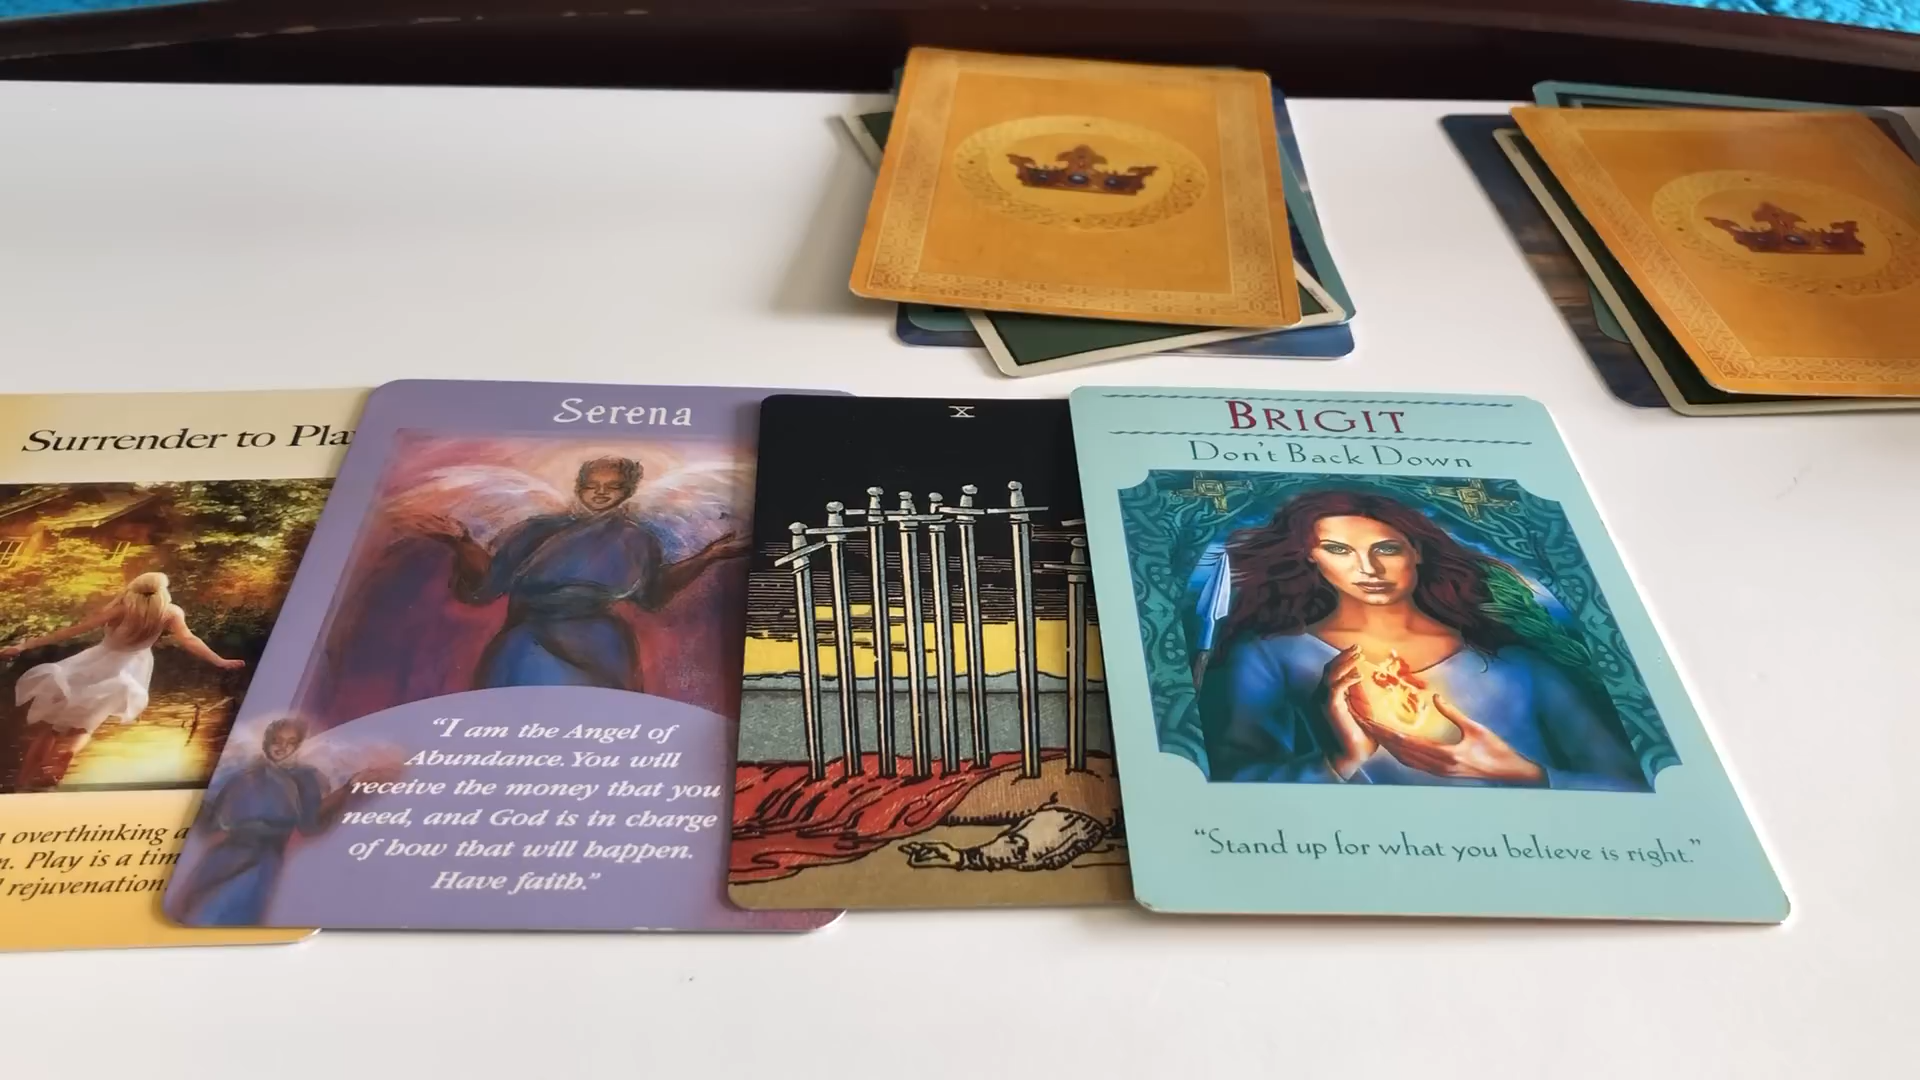 Surrender to
overthinking
Play is a
rejuvenation
Serena
“I am the Angel of
Abundance. You will
receive the money that you
need, and God is in charge
of how that will happen.
Have faith.”
X
BRIGIT
Don't Back Down
“Stand up for what you believe is right.”